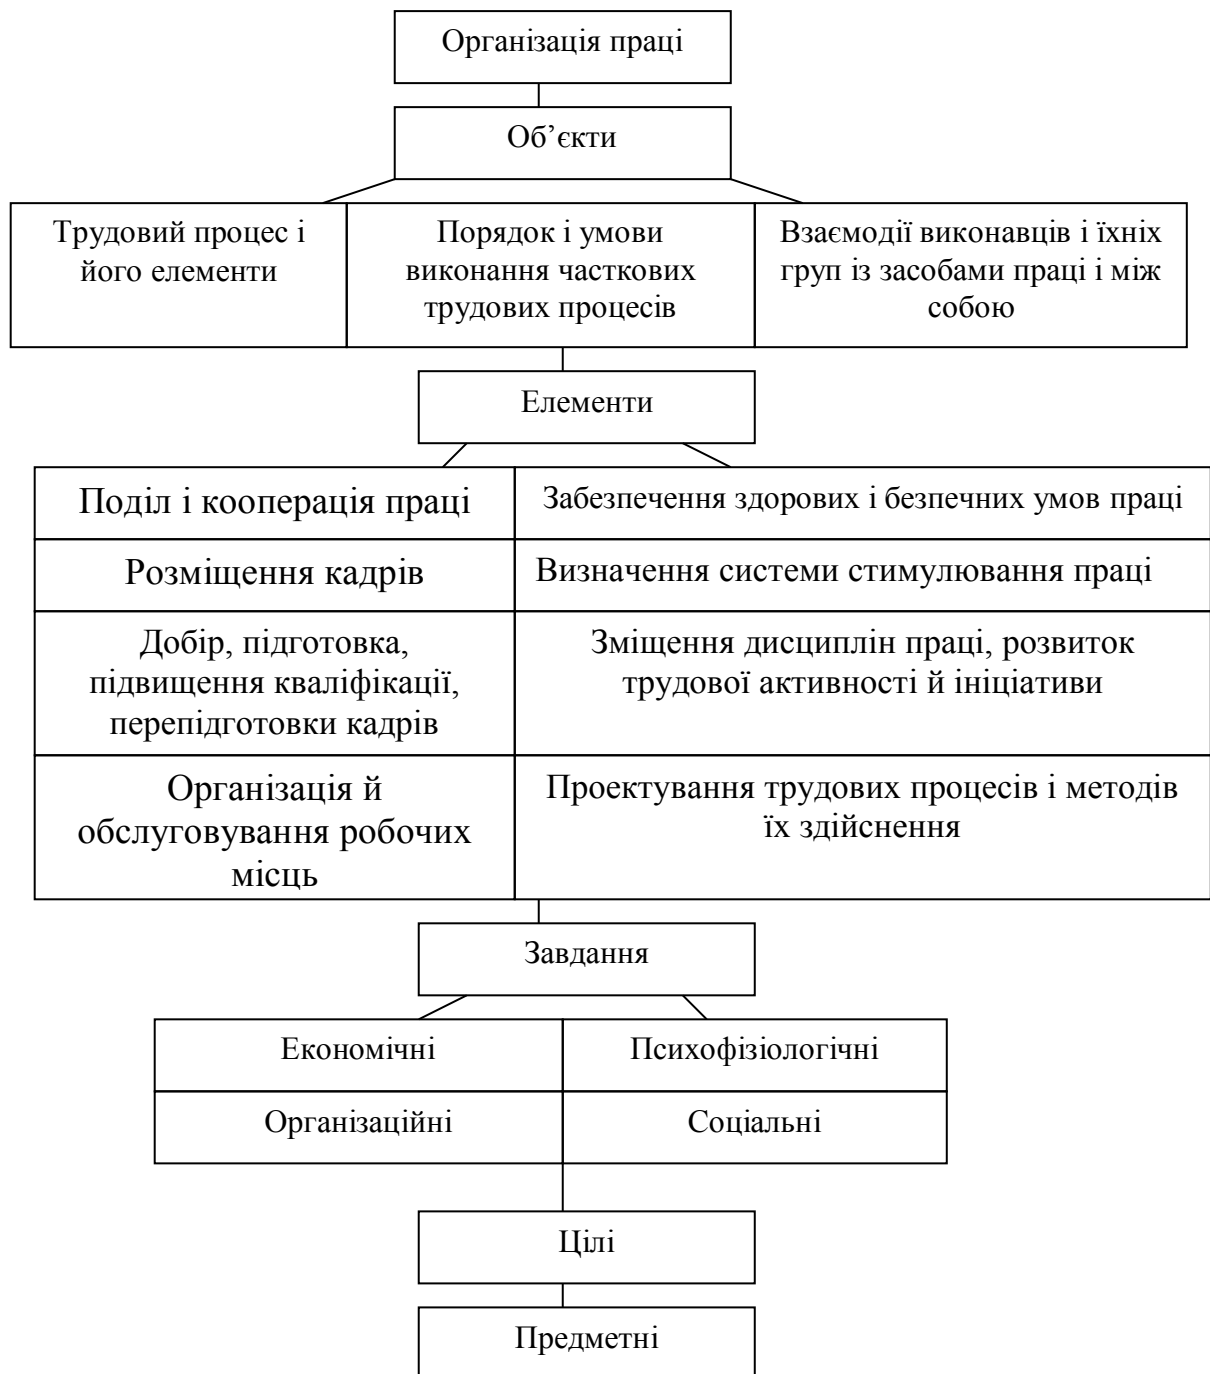 Організація праці
Об’єкти
Трудовий процес і
його елементи
Порядок і умови
виконання часткових
трудових процесів
Взаємодії виконавців і їхніх
груп із засобами праці і між
собою
Елементи
Поділ і кооперація праці
Забезпечення здорових і безпечних умов праці
Розміщення кадрів
Визначення системи стимулювання праці
Добір, підготовка,
підвищення кваліфікації,
перепідготовки кадрів
Зміщення дисциплін праці, розвиток
трудової активності й ініціативи
Організація й
обслуговування робочих
місць
Проектування трудових процесів і методів
їх здійснення
Завдання
Економічні
Психофізіологічні
Організаційні
Соціальні
Цілі
Предметні